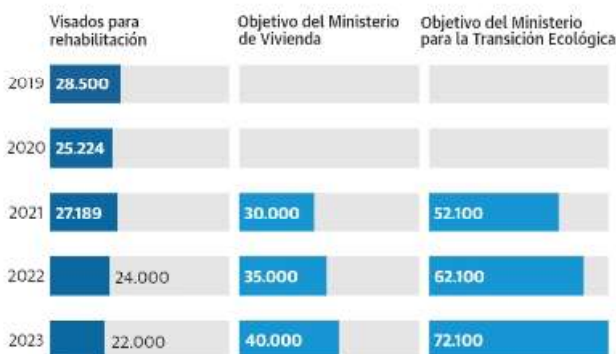 Visados para
rehabilitación
Objetivo del Ministerio
de Vivienda
Objetivo del Ministerio
para la Transición Ecológica
2019 28.500
2020 25.224
2021 27.189 30.000 52.100
2022 24.000 35.000 62.100
2023 22.000 40.000 72.100